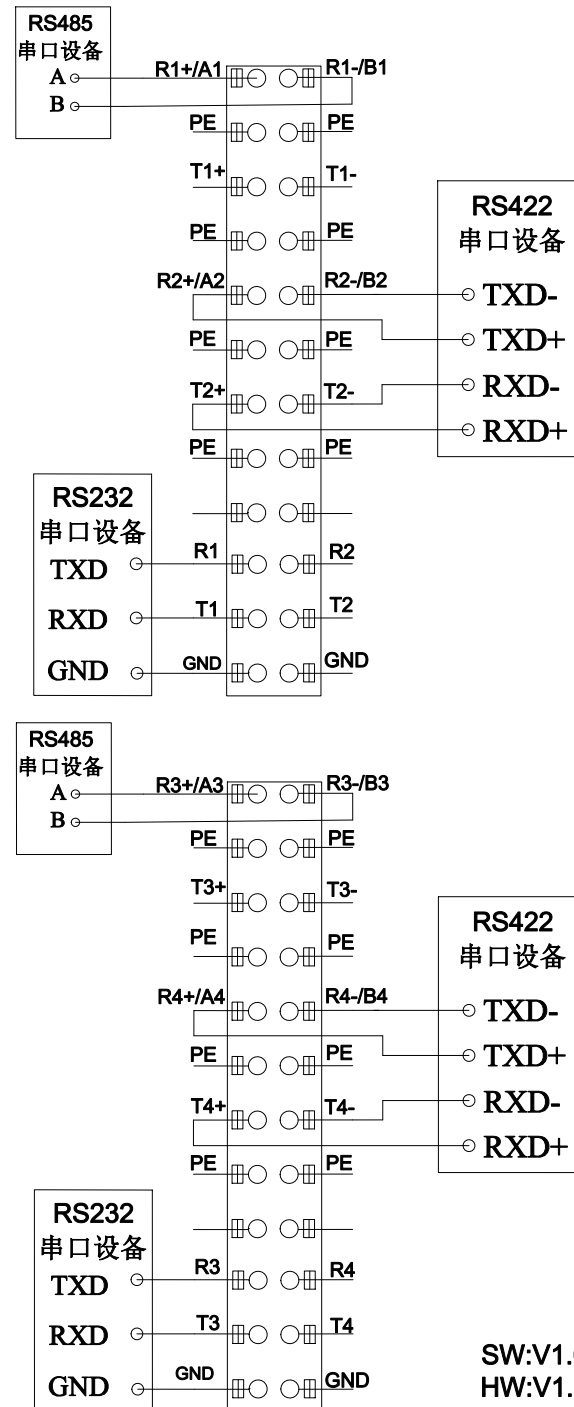 RS485
串口设备
A R1+/A1 R1-/B1
B
PE PE
T1+ T1-
RS422
串口设备
PE PE
R2+/A2 R2-/B2 TXD-
TXD+
PE PE
T2+ T2- RXD-
RXD+
PE PE
RS232
串口设备
TXD R1 R2
RXD T1 T2
GND GND GND
RS485
串口设备
A R3+/A3 R3-/B3
B
PE PE
T3+ T3-
RS422
串口设备
PE PE
R4+/A4 R4-/B4 TXD-
TXD+
PE PE
T4+ T4- RXD-
RXD+
PE PE
RS232
串口设备
TXD R3 R4
RXD T3 T4
GND GND GND
SW:V1.
HW:V1.